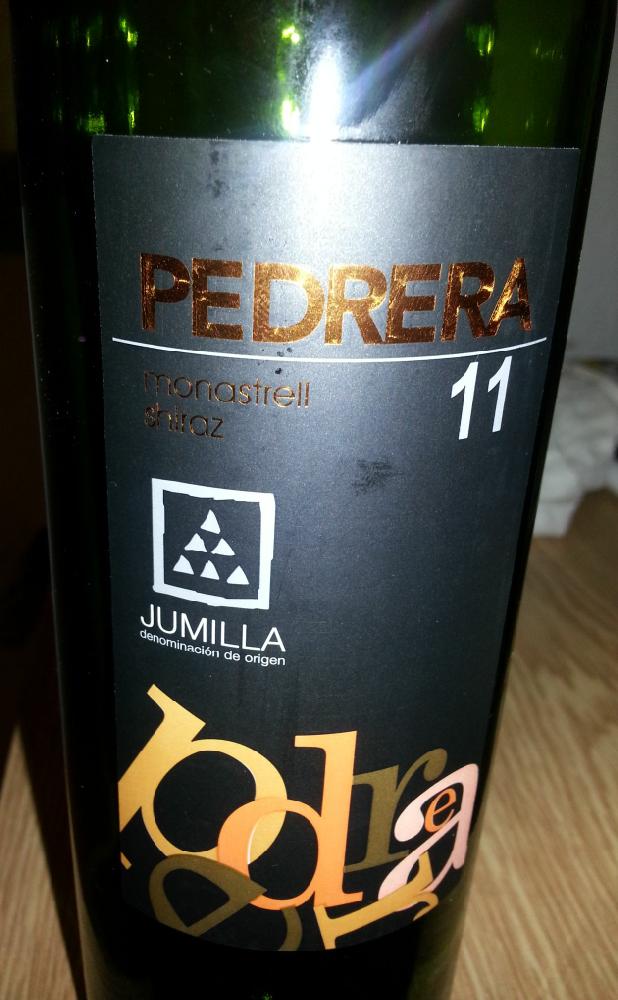 PEDRERA
monastrell 11
shiraz
JUMILLA
denominación de origen
p d r e a
e r